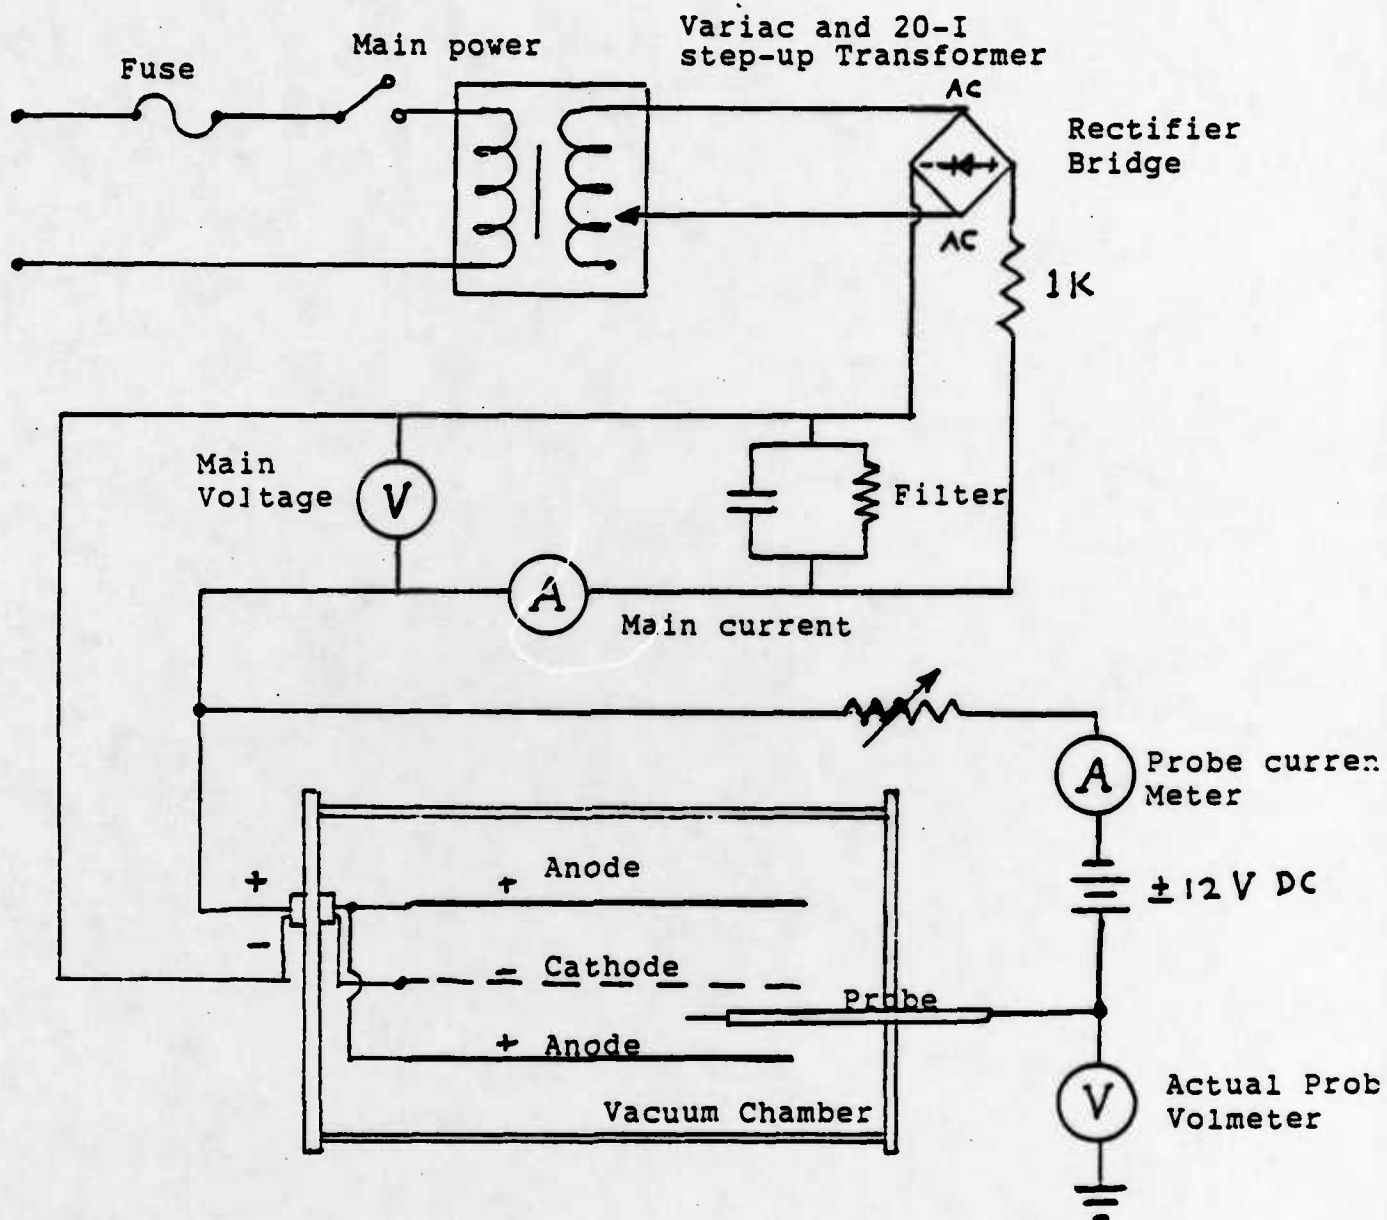 Variac and 20-I
step-up Transformer
Main power
Fuse
AC
Rectifier
Bridge
AC
1K
Main
Voltage
V
Filter
A
Main current
A
Probe curren
Meter
+
-
+ Anode
± 12 V DC
- Cathode
Probe
+ Anode
Vacuum Chamber
V
Actual Prob
Volmeter